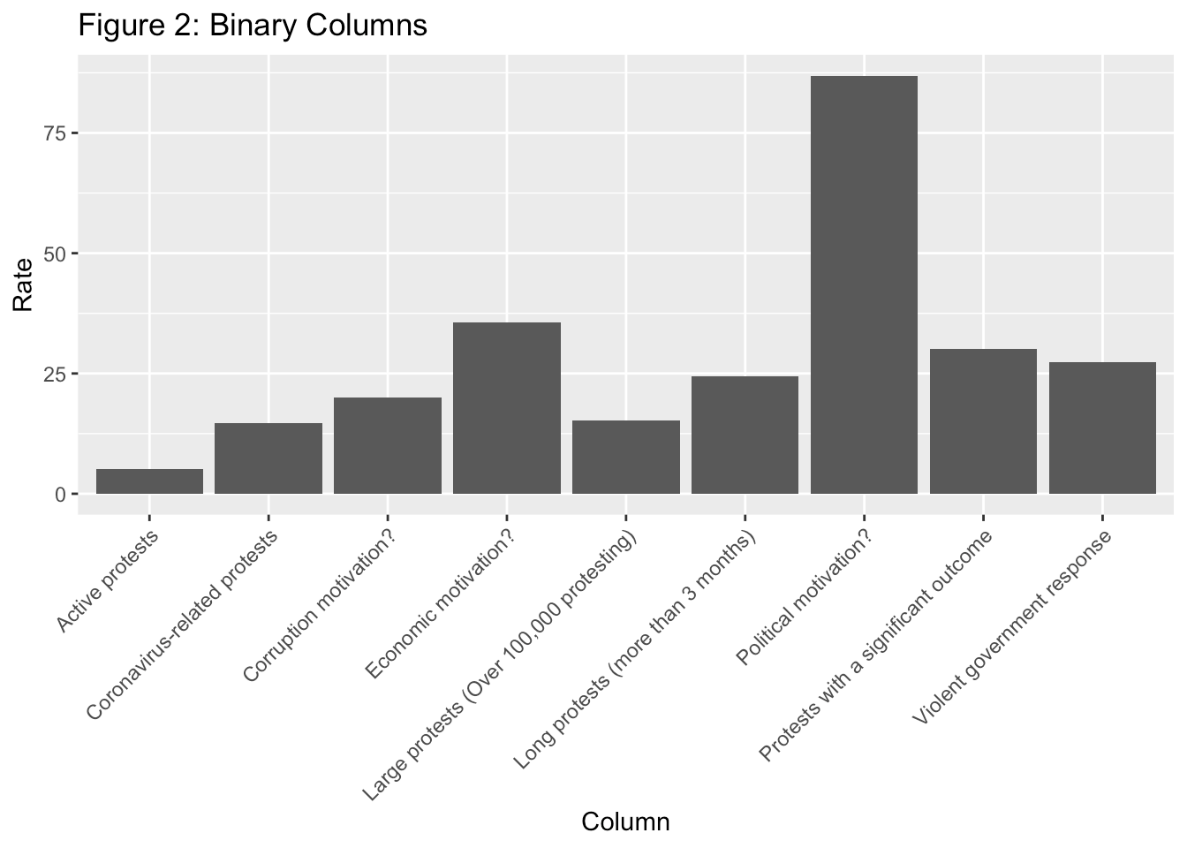 Figure 2: Binary Columns
Rate
75
50
25
0
Active protests
Coronavirus-related protests
Corruption motivation?
Economic motivation?
Large protests (Over 100,000 protesting)
Long protests (more than 3 months)
Political motivation?
Protests with a significant outcome
Violent government response
Column